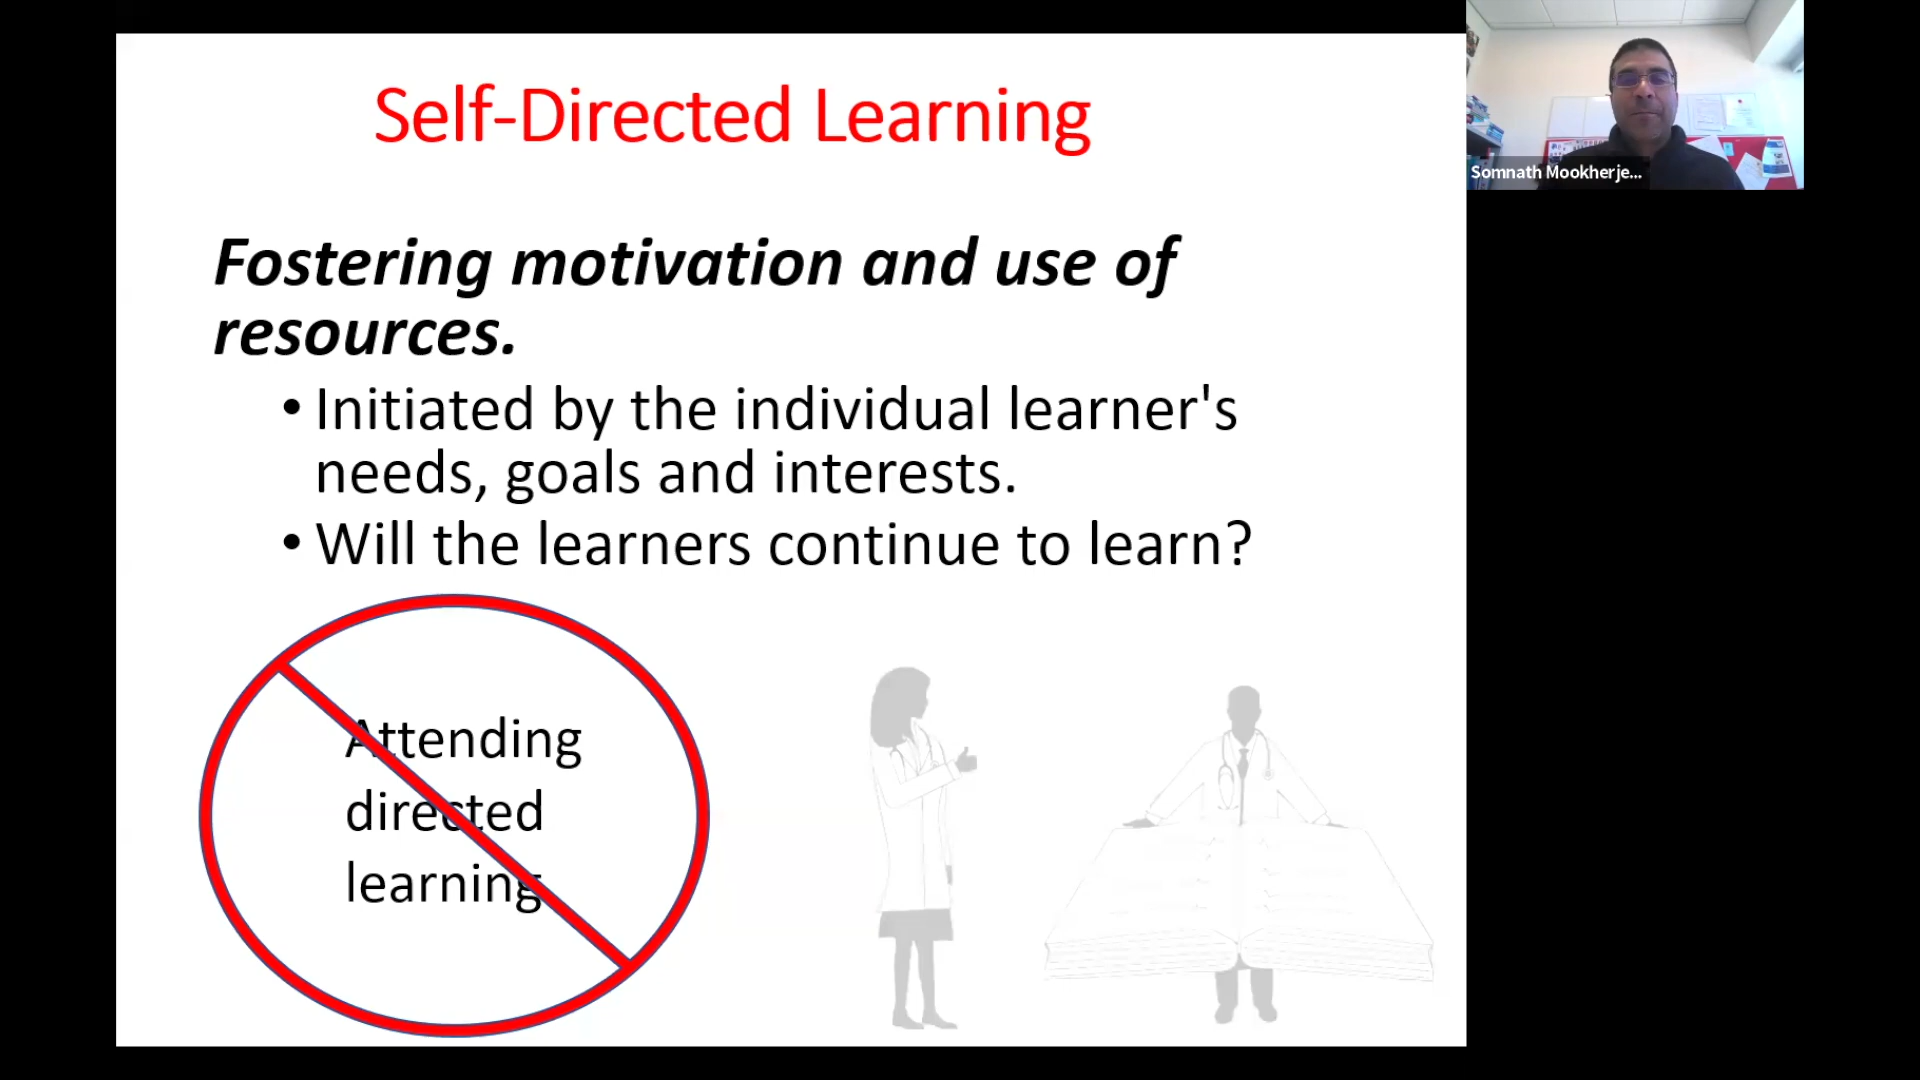 Self-Directed Learning
Fostering motivation and use of
resources.
• Initiated by the individual learner's
needs, goals and interests.
• Will the learners continue to learn?
Attending
directed
learning
Somnath Mookherje...